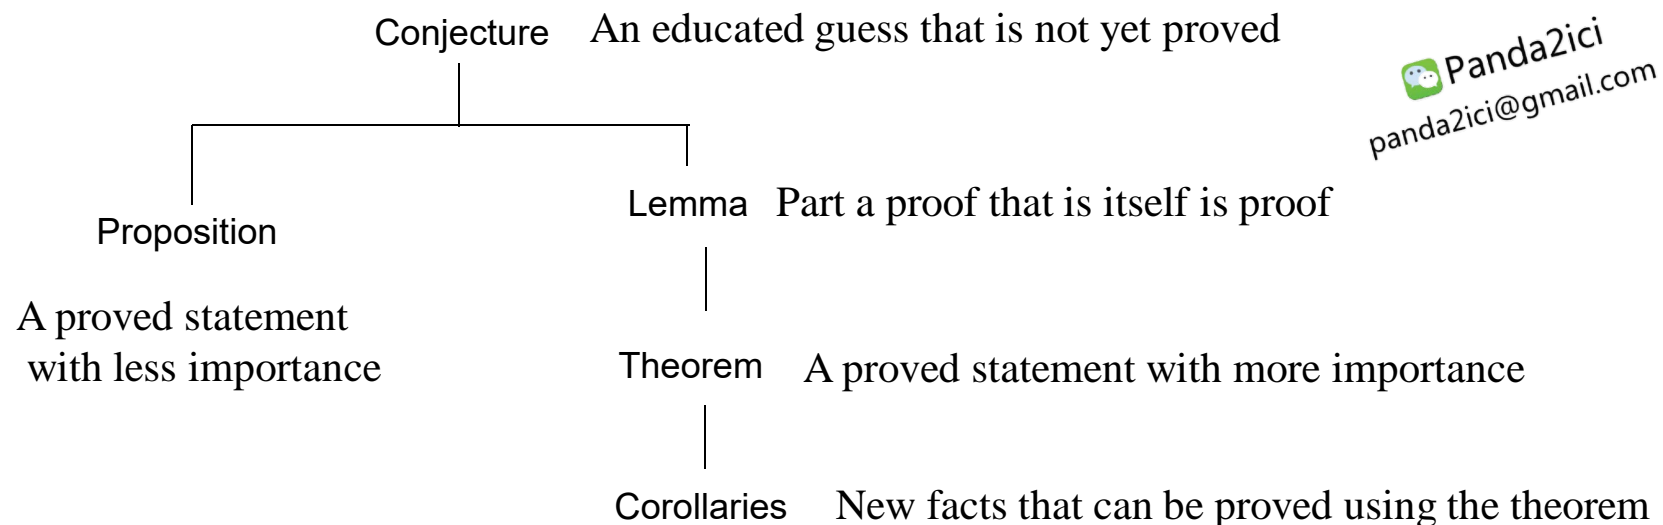 Conjecture An educated guess that is not yet proved
Panda2ici
panda2ici@gmail.com
Lemma Part a proof that is itself is proof
Proposition
A proved statement
with less importance
Theorem A proved statement with more importance
Corollaries New facts that can be proved using the theorem